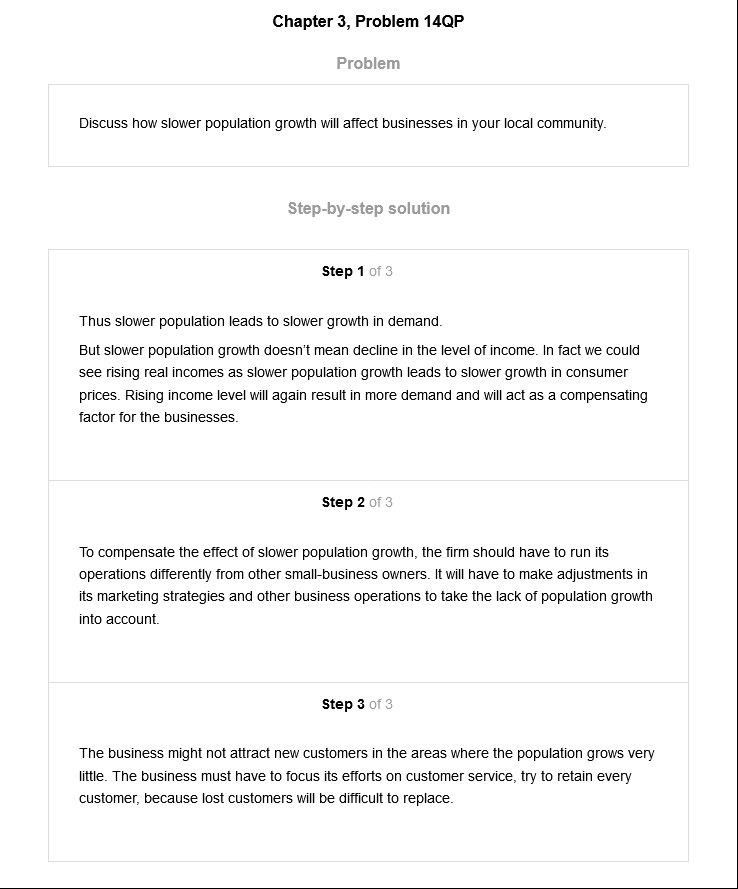 Chapter 3, Problem 14QP
Problem
Discuss how slower population growth will affect businesses in your local community.
Step-by-step solution
Step 1 of 3
Thus slower population leads to slower growth in demand.
But slower population growth doesn't mean decline in the level of income. In fact we could
see rising real incomes as slower population growth leads to slower growth in consumer
prices. Rising income level will again result in more demand and will act as a compensating
factor for the businesses.
Step 2 of 3
To compensate the effect of slower population growth, the firm should have to run its
operations differently from other small-business owners. It will have to make adjustments in
its marketing strategies and other business operations to take the lack of population growth
into account.
Step 3 of 3
The business might not attract new customers in the areas where the population grows very
little. The business must have to focus its efforts on customer service, try to retain every
customer, because lost customers will be difficult to replace.